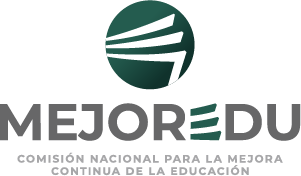 MEJOREDU
COMISIÓN NACIONAL PARA LA MEJORA
CONTINUA DE LA EDUCACIÓN